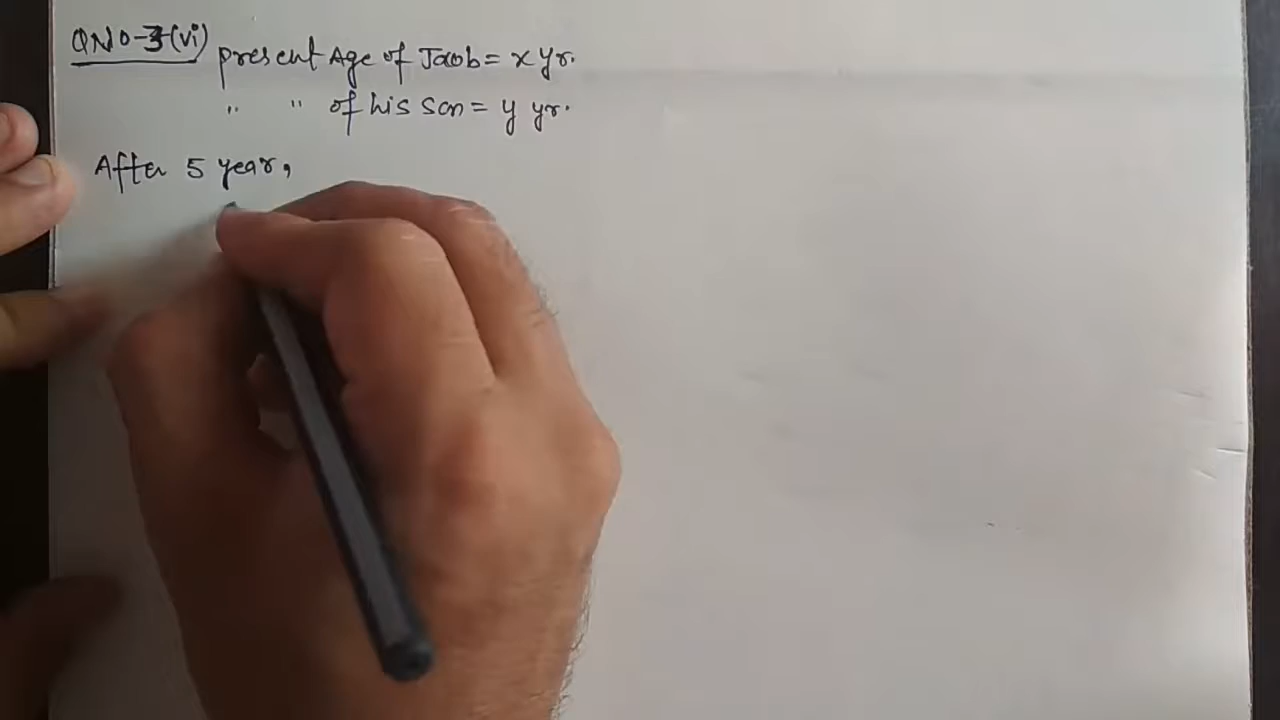 QNO-3(vi) present Age of Jacob = x yr.
" " of his son = y yr.
After 5 year,